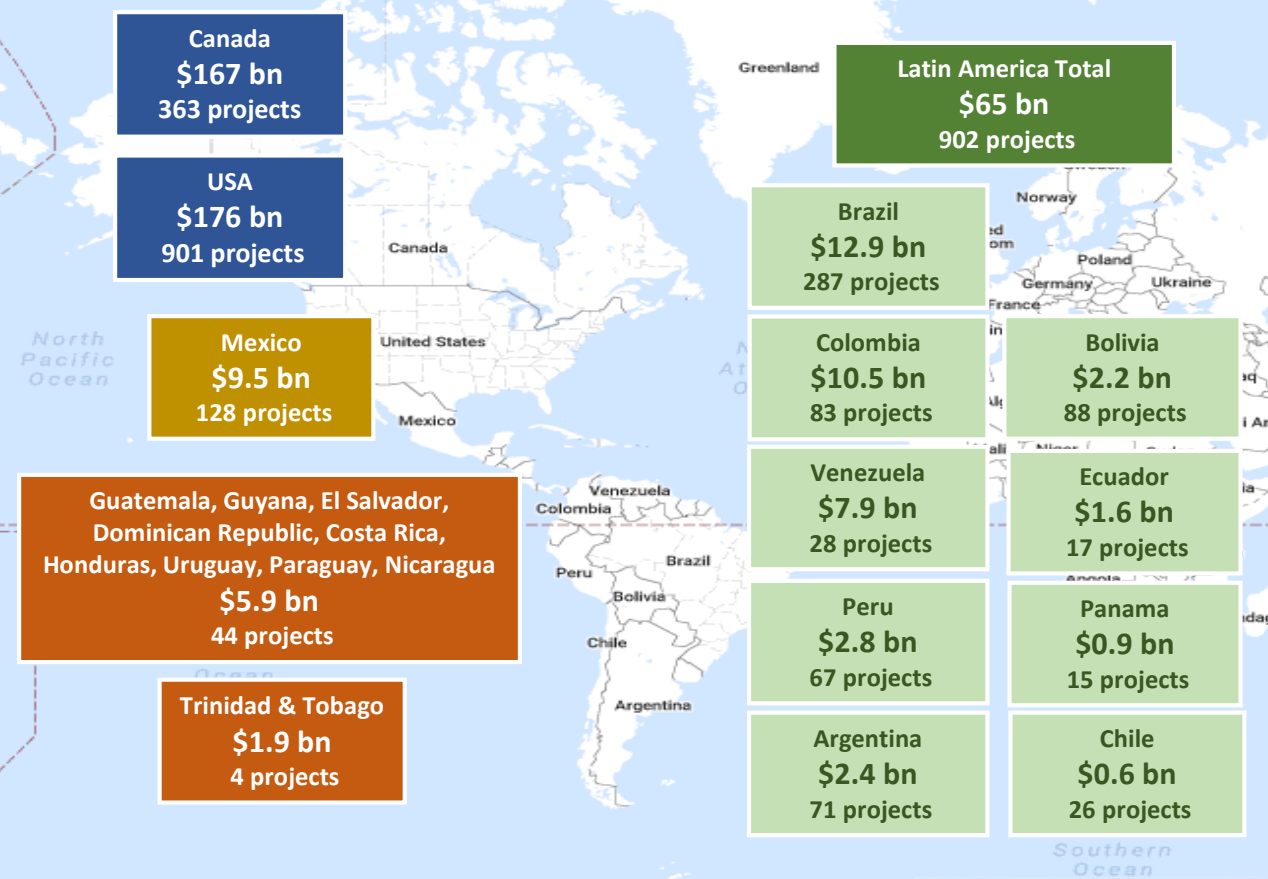 Canada
$167 bn
363 projects
USA
$176 bn
901 projects
Mexico
$9.5 bn
128 projects
Guatemala, Guyana, El Salvador,
Dominican Republic, Costa Rica,
Honduras, Uruguay, Paraguay, Nicaragua
$5.9 bn
44 projects
Trinidad & Tobago
$1.9 bn
4 projects
Latin America Total
$65 bn
902 projects
Brazil
$12.9 bn
287 projects
Colombia
$10.5 bn
83 projects
Bolivia
$2.2 bn
88 projects
Venezuela
$7.9 bn
28 projects
Ecuador
$1.6 bn
17 projects
Peru
$2.8 bn
67 projects
Panama
$0.9 bn
15 projects
Argentina
$2.4 bn
71 projects
Chile
$0.6 bn
26 projects
Greenland
Norway
Poland
Germany
Ukraine
France
Canada
United States
Mexico
North
Pacific
Ocean
Venezuela
Colombia
Brazil
Peru
Bolivia
Chile
Argentina
Angola
Ocean
Southern
Ocean